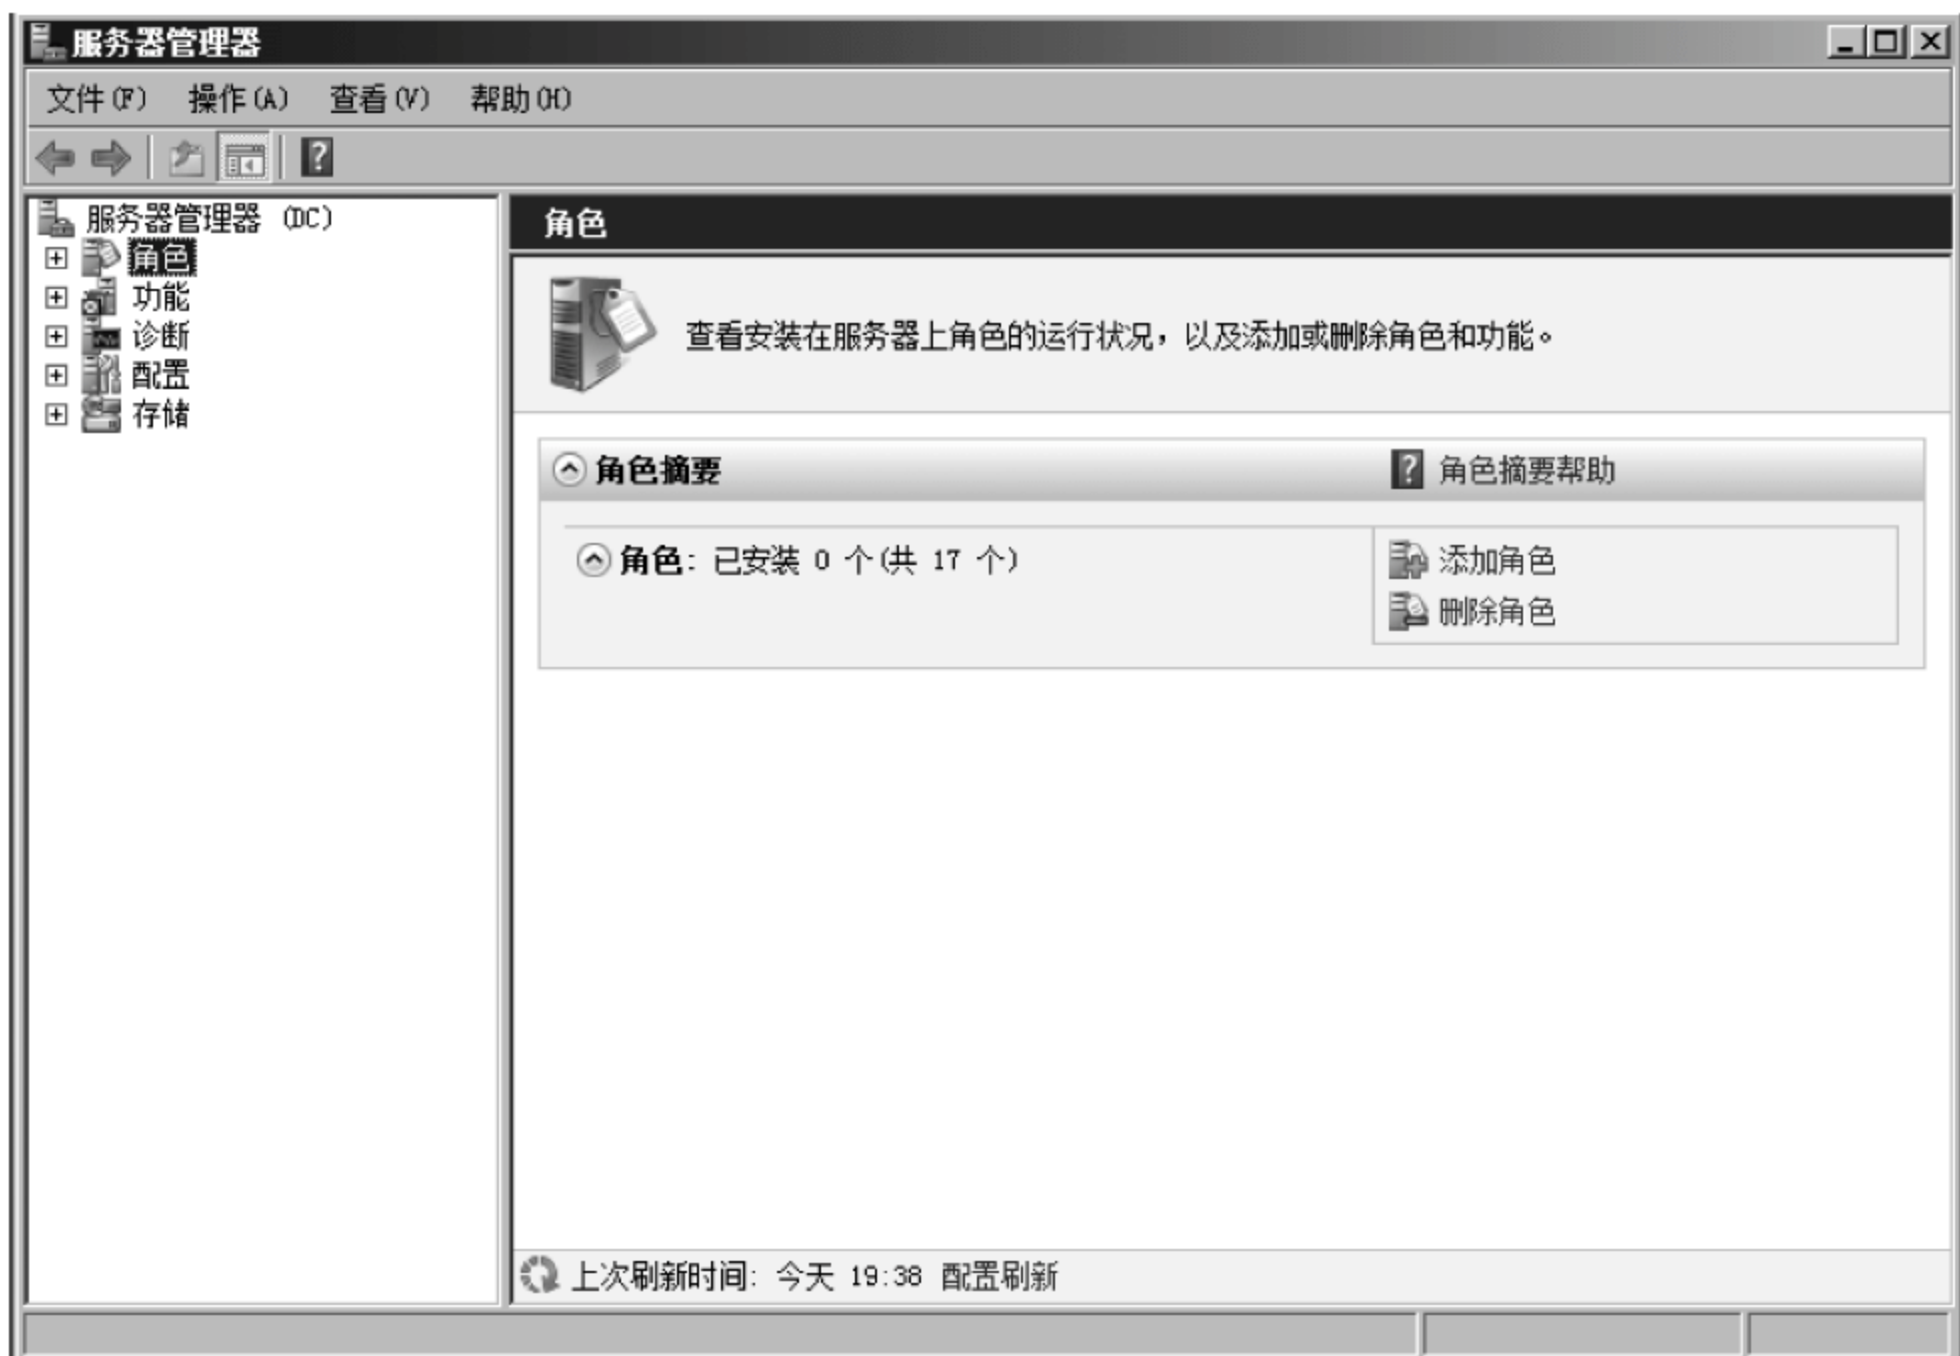 服务器管理器
文件(F) 操作(A) 查看(V) 帮助(H)
服务器管理器 (DC)
角色
功能
诊断
配置
存储
角色
查看安装在服务器上角色的运行状况，以及添加或删除角色和功能。
角色摘要
角色摘要帮助
角色: 已安装 0 个(共 17 个)
添加角色
删除角色
上次刷新时间: 今天 19:38 配置刷新